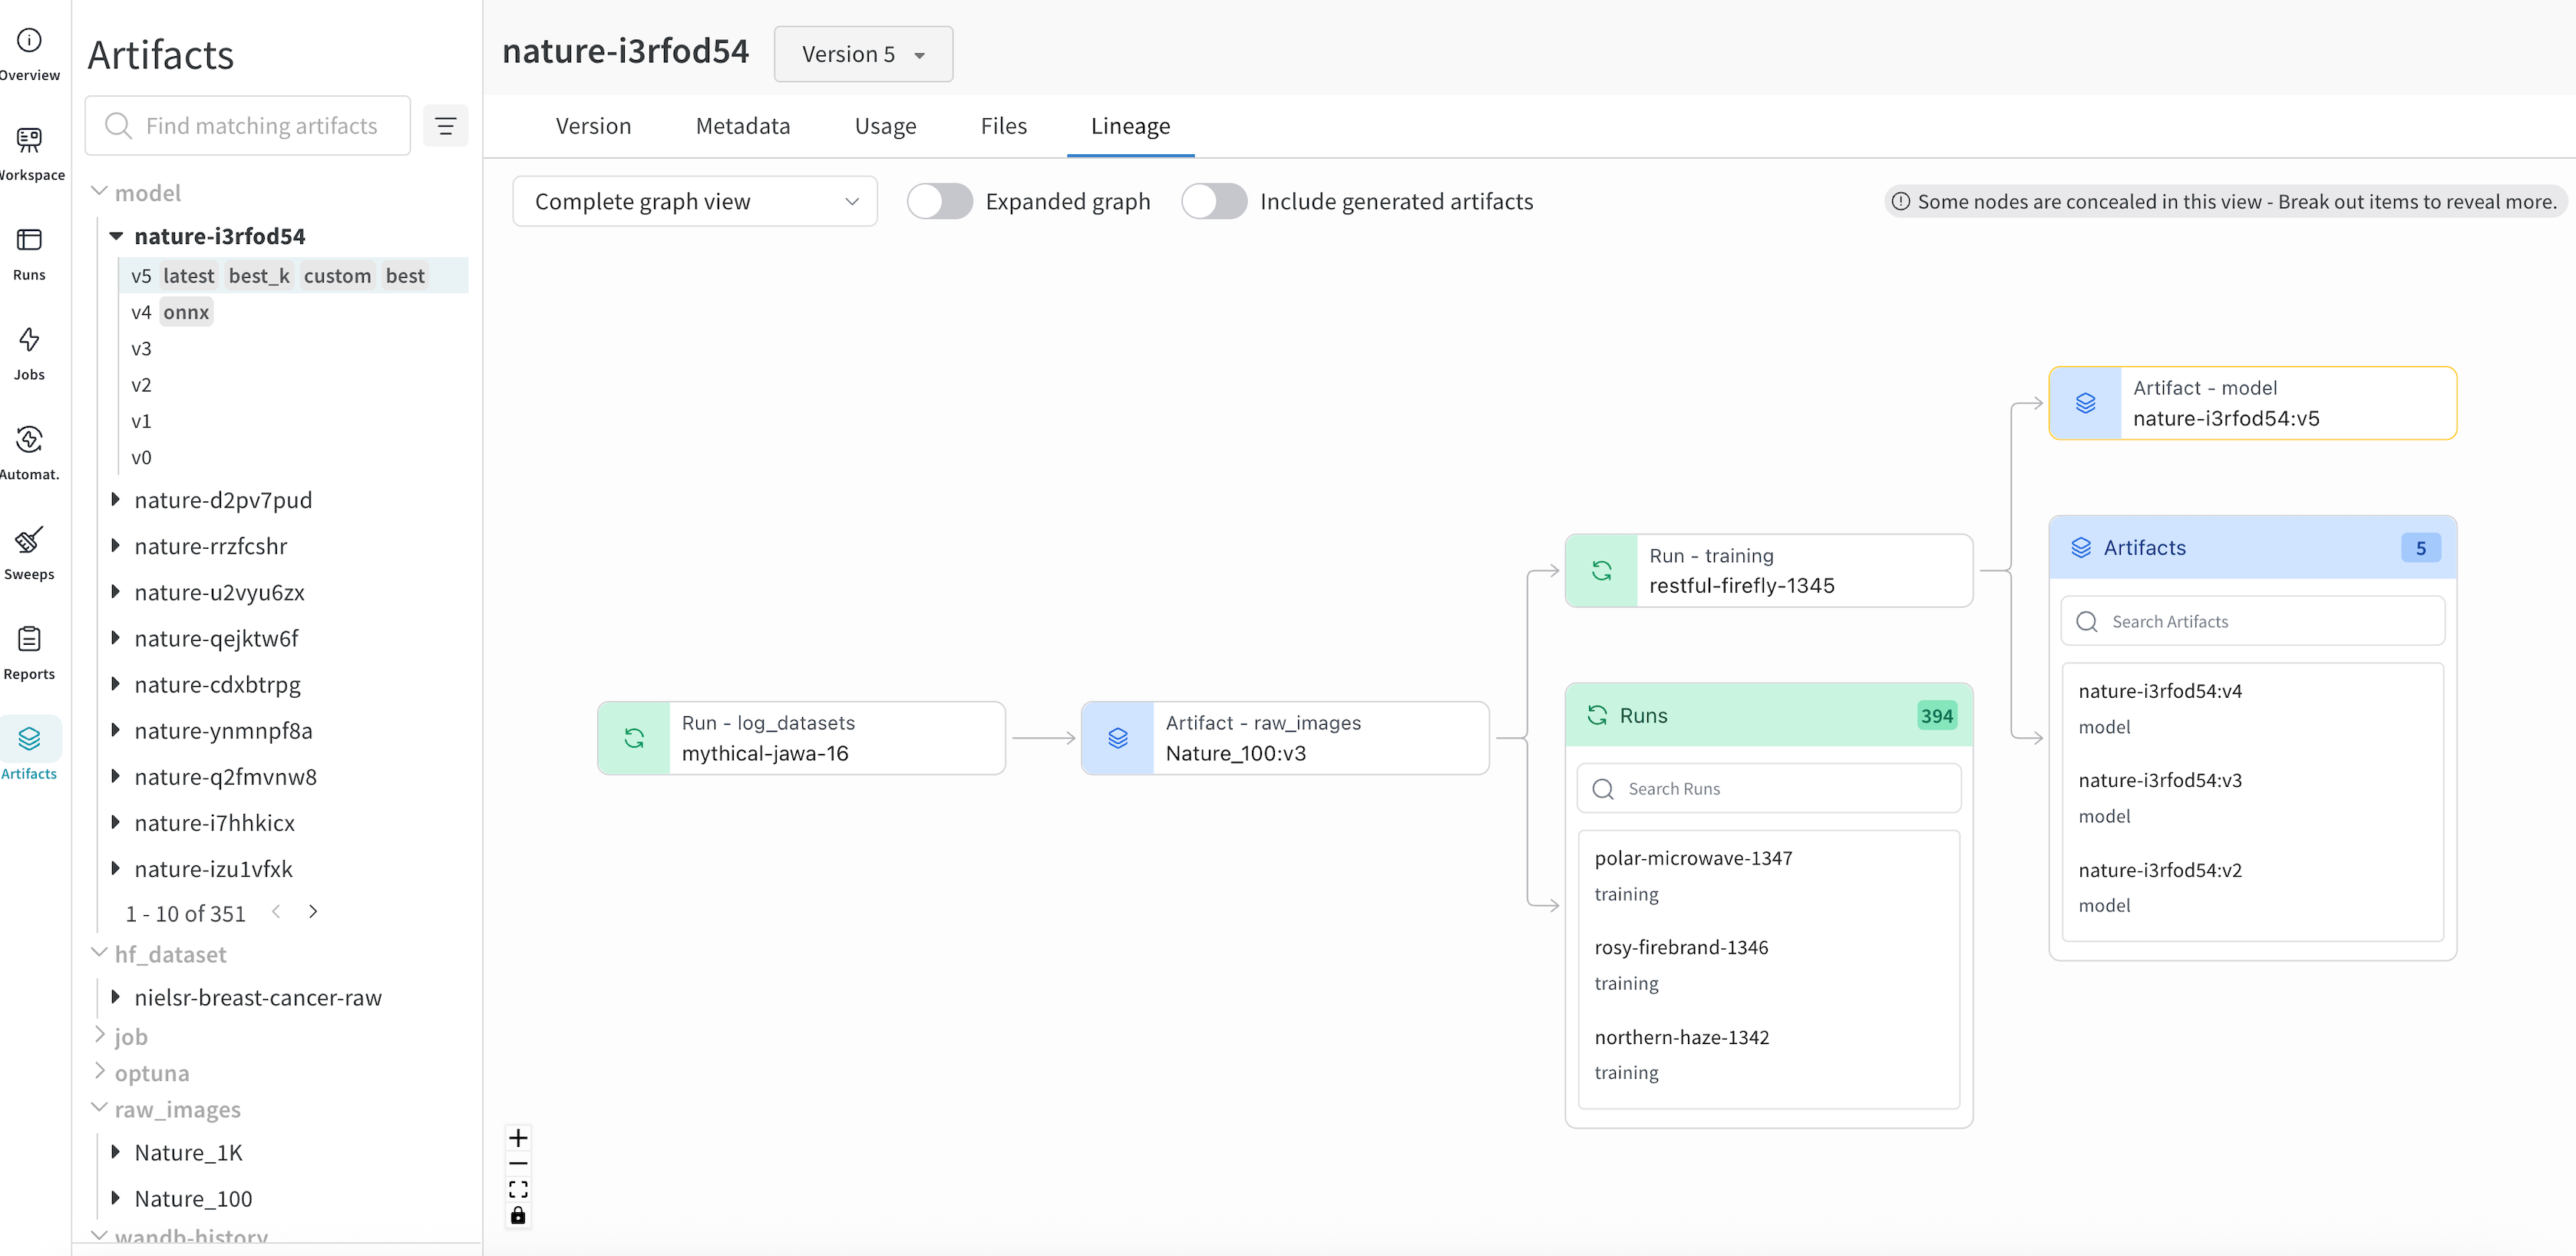 Overview
Workspace
Runs
Jobs
Automat.
Sweeps
Reports
Artifacts
Artifacts
Find matching artifacts
model
nature-i3rfod54
v5 latest best_k custom best
v4 onnx
v3
v2
v1
v0
nature-d2pv7pud
nature-rrzfcshr
nature-u2vyu6zx
nature-qejktw6f
nature-cdxbtrpg
nature-ynmnpf8a
nature-q2fmvnw8
nature-i7hhkicx
nature-izu1vfxk
1 - 10 of 351
hf_dataset
nielsr-breast-cancer-raw
job
optuna
raw_images
Nature_1K
Nature_100
wandb-history
nature-i3rfod54
Version 5
Version Metadata Usage Files Lineage
Complete graph view
Expanded graph
Include generated artifacts
Some nodes are concealed in this view - Break out items to reveal more.
Run - log_datasets
mythical-jawa-16
Artifact - raw_images
Nature_100:v3
Run - training
restful-firefly-1345
Runs 394
Search Runs
polar-microwave-1347
training
rosy-firebrand-1346
training
northern-haze-1342
training
Artifact - model
nature-i3rfod54:v5
Artifacts 5
Search Artifacts
nature-i3rfod54:v4
model
nature-i3rfod54:v3
model
nature-i3rfod54:v2
model